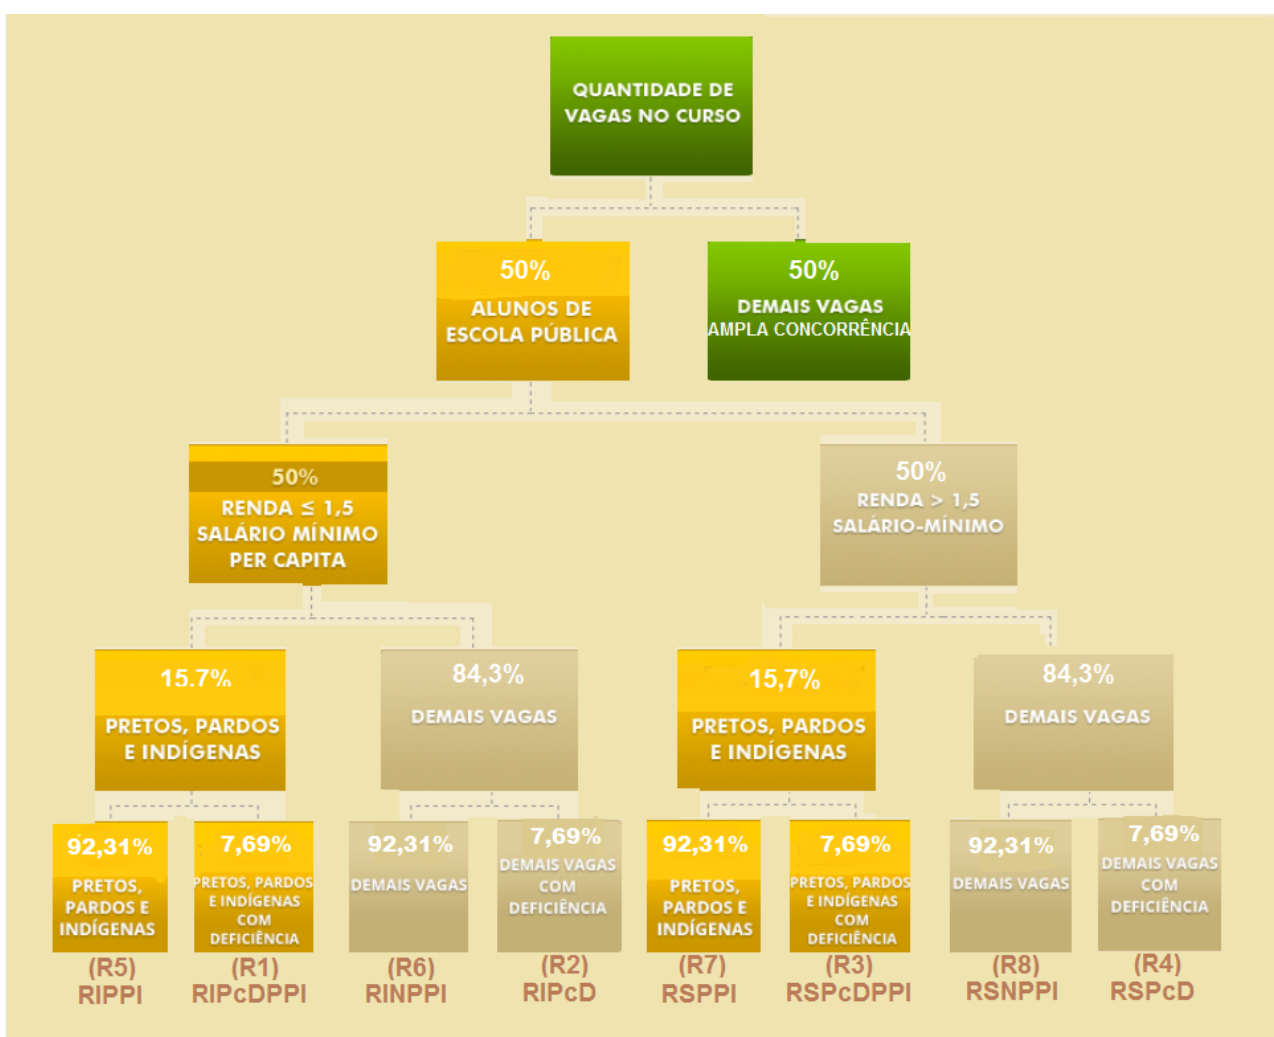 QUANTIDADE DE
VAGAS NO CURSO
50%
ALUNOS DE
ESCOLA PÚBLICA
50%
DEMAIS VAGAS
AMPLA CONCORRÊNCIA
50%
RENDA ≤ 1,5
SALÁRIO MÍNIMO
PER CAPITA
50%
RENDA > 1,5
SALÁRIO-MÍNIMO
15.7%
PRETOS, PARDOS
E INDÍGENAS
84,3%
DEMAIS VAGAS
15,7%
PRETOS, PARDOS
E INDÍGENAS
84,3%
DEMAIS VAGAS
92,31%
PRETOS,
PARDOS E
INDÍGENAS
(R5)
RIPPI
7,69%
PRETOS, PARDOS
E INDÍGENAS
COM
DEFICIÊNCIA
(R1)
RIPcDPPI
92,31%
DEMAIS VAGAS
(R6)
RINPPI
7,69%
DEMAIS VAGAS
COM
DEFICIÊNCIA
(R2)
RIPcD
92,31%
PRETOS,
PARDOS E
INDÍGENAS
(R7)
RSPPI
7,69%
PRETOS, PARDOS
E INDÍGENAS
COM
DEFICIÊNCIA
(R3)
RSPcDPPI
92,31%
DEMAIS VAGAS
(R8)
RSNPPI
7,69%
DEMAIS VAGAS
COM
DEFICIÊNCIA
(R4)
RSPcD